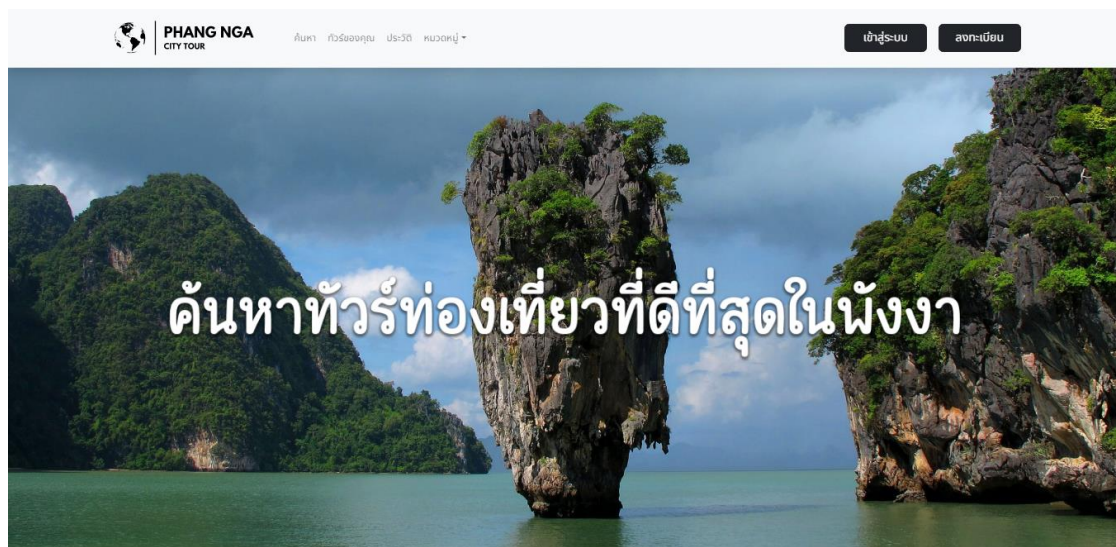 PHANG NGA
CITY TOUR
ค้นหา ทัวร์ของคุณ ประวัติ หมวดหมู่
เข้าสู่ระบบ ลงทะเบียน
ค้นหาทัวร์ท่องเที่ยวที่ดีที่สุดในพังงา